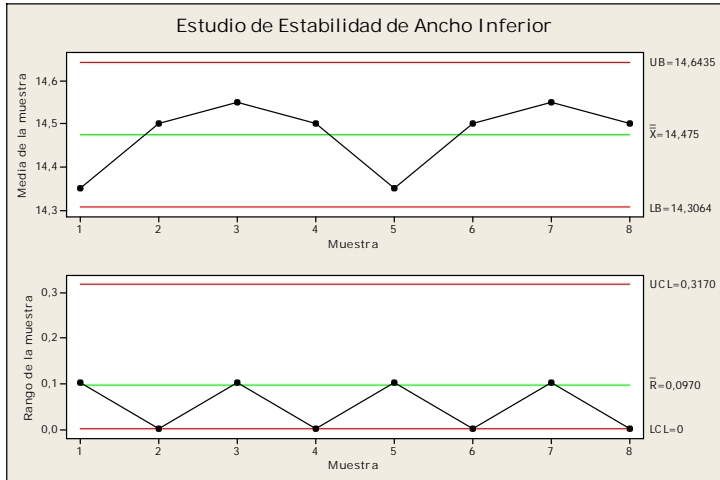 Estudio de Estabilidad de Ancho Inferior
Media de la muestra
14,6
14,5
14,4
14,3
1 2 3 4 5 6 7 8
Muestra
UB=14,6435
X̿=14,475
LB=14,3064
Rango de la muestra
0,3
0,2
0,1
0,0
1 2 3 4 5 6 7 8
Muestra
UCL=0,3170
R̅=0,0970
LCL=0